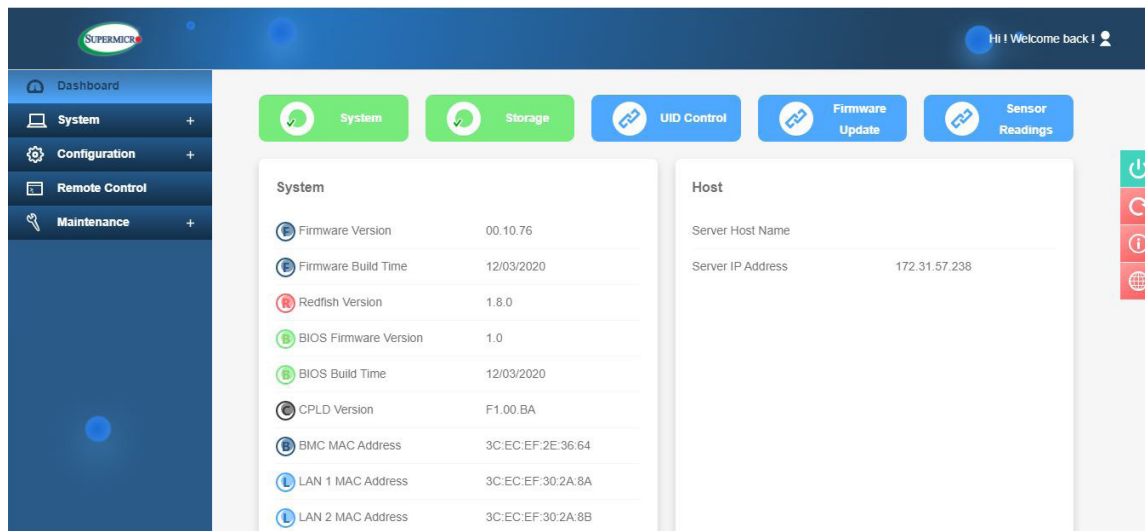 SUPERMICR
Hi ! Welcome back !
Dashboard
System +
Configuration +
Remote Control
Maintenance +
System
Storage
UID Control
Firmware
Update
Sensor
Readings
System
F Firmware Version 00.10.76
F Firmware Build Time 12/03/2020
R Redfish Version 1.8.0
B BIOS Firmware Version 1.0
B BIOS Build Time 12/03/2020
C CPLD Version F1.00.BA
B BMC MAC Address 3C:EC:EF:2E:36:64
L LAN 1 MAC Address 3C:EC:EF:30:2A:8A
L LAN 2 MAC Address 3C:EC:EF:30:2A:8B
Host
Server Host Name
Server IP Address 172.31.57.238